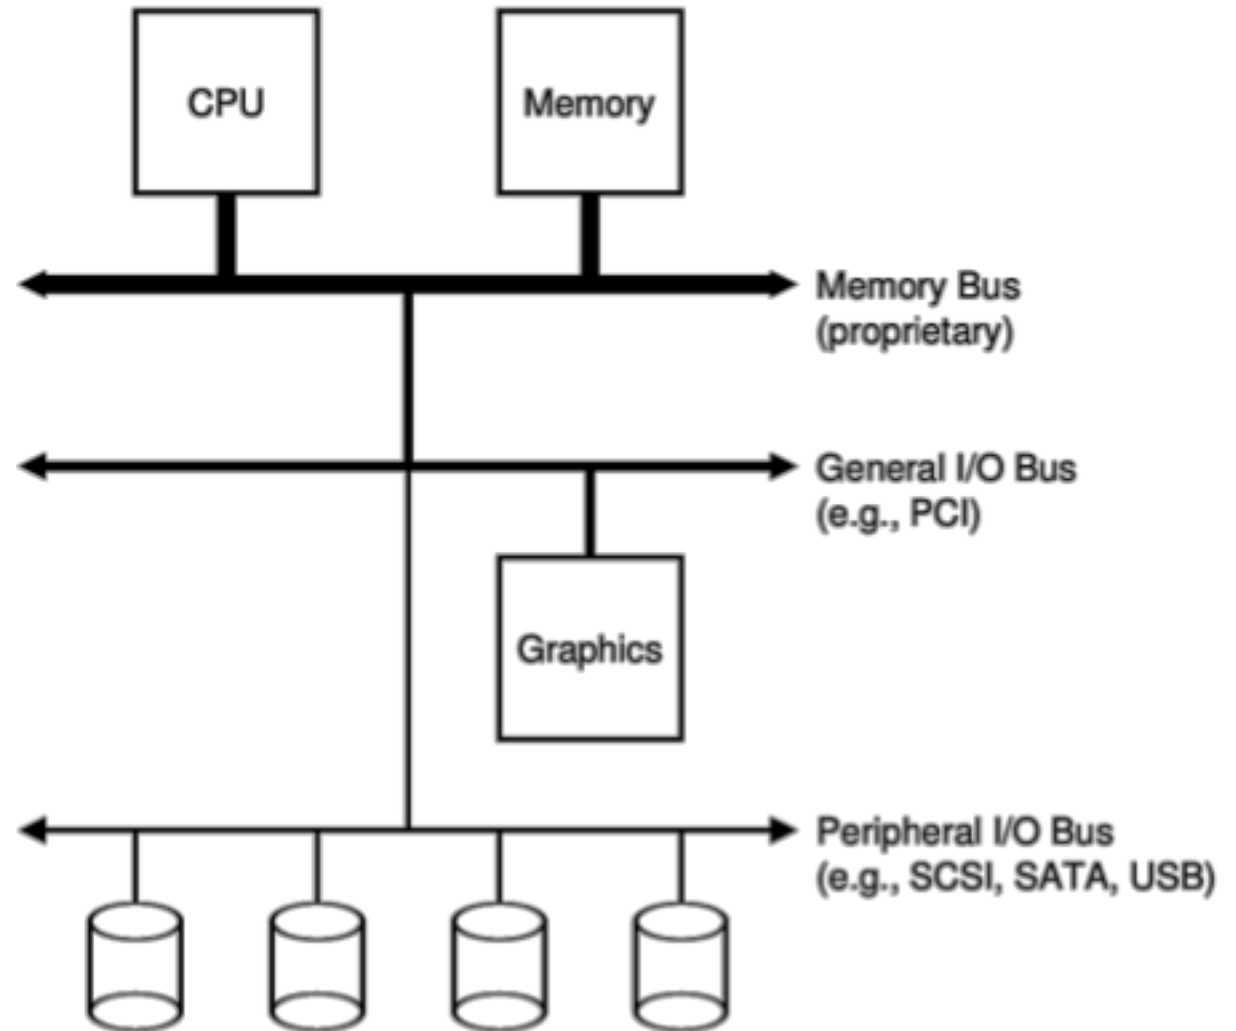 CPU
Memory
Memory Bus
(proprietary)
General I/O Bus
(e.g., PCI)
Graphics
Peripheral I/O Bus
(e.g., SCSI, SATA, USB)